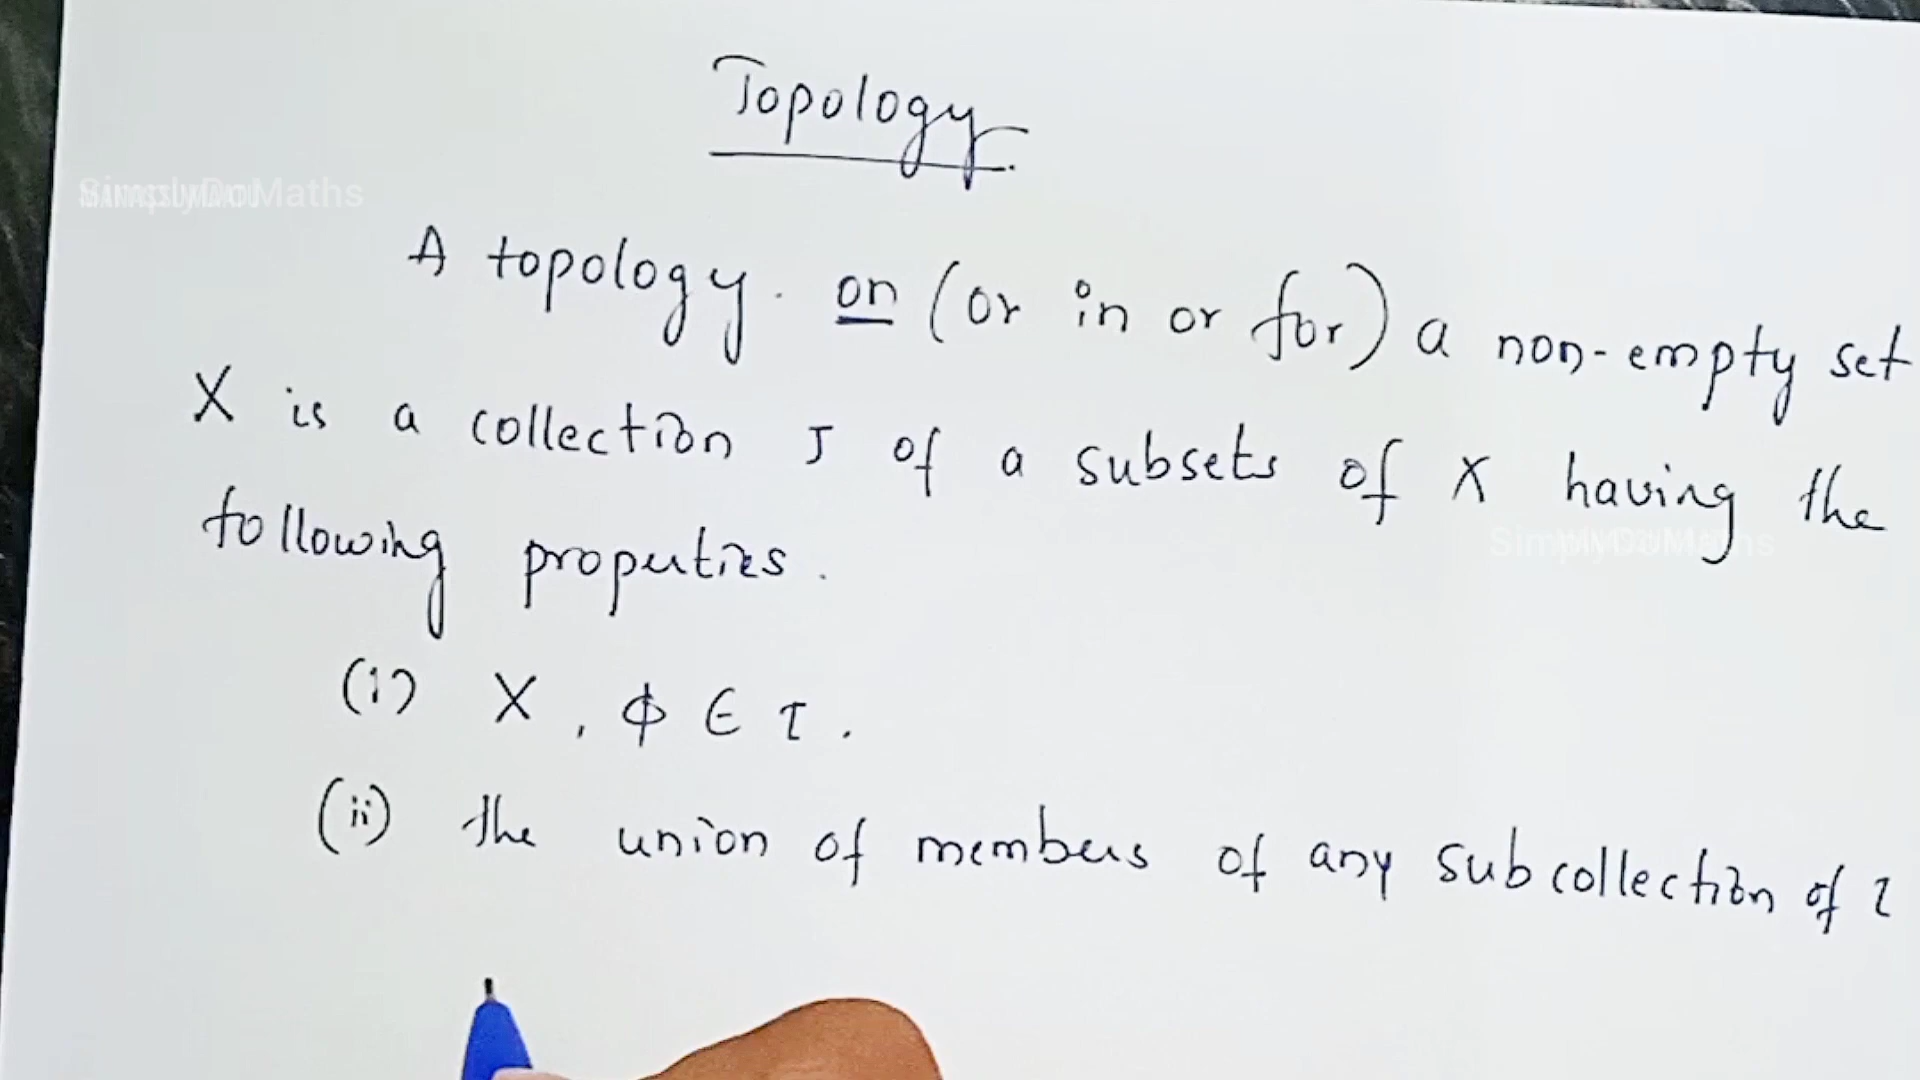 Topology
A topology on (or in or for) a non-empty set
X is a collection J of a subsets of X having the
following properties.
(i) X, ϕ ∈ τ.
(ii) the union of members of any subcollection of τ
SimplyDoMaths
SimplyDoMaths